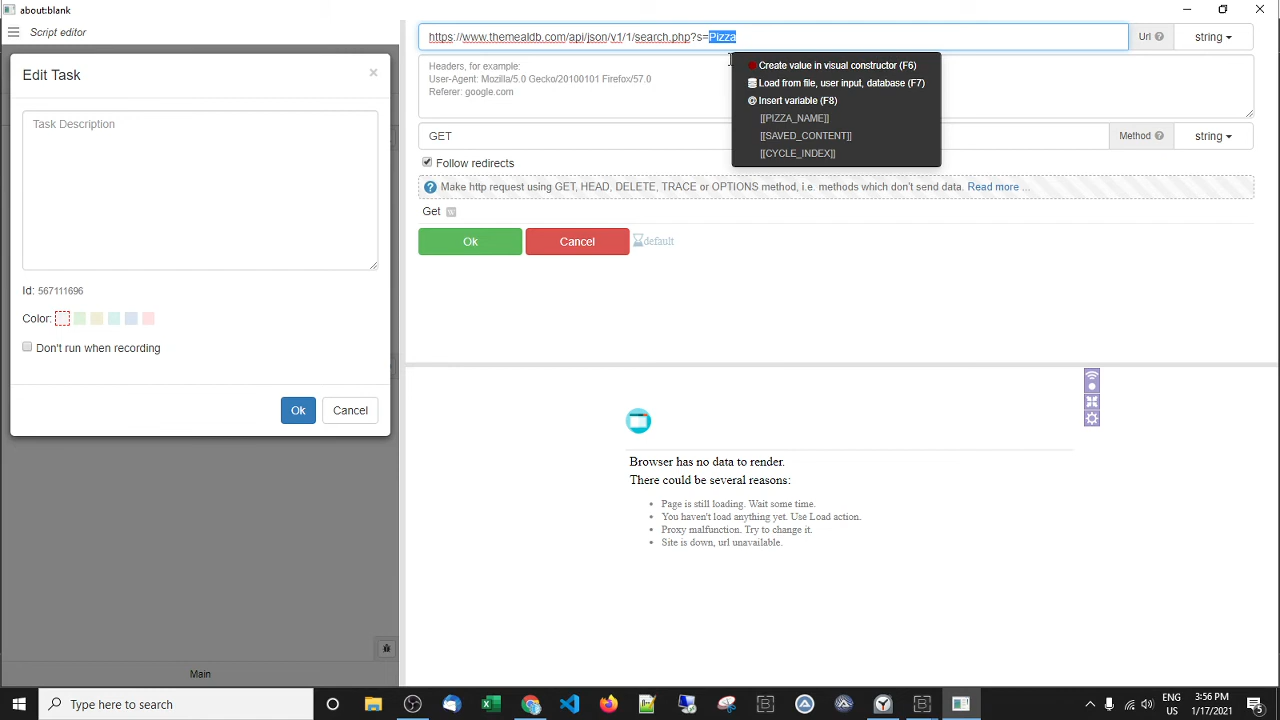 about:blank
Script editor
https://www.themealdb.com/api/json/v1/1/search.php?s=Pizza
Url
string
Edit Task
×
Task Description
Headers, for example:
User-Agent: Mozilla/5.0 Gecko/20100101 Firefox/57.0
Referer: google.com
Create value in visual constructor (F6)
Load from file, user input, database (F7)
Insert variable (F8)
[[PIZZA_NAME]]
[[SAVED_CONTENT]]
[[CYCLE_INDEX]]
GET
Method
string
Follow redirects
Make http request using GET, HEAD, DELETE, TRACE or OPTIONS method, i.e. methods which don't send data. Read more ...
Get
Ok
Cancel
default
Id: 567111696
Color:
Don't run when recording
Ok
Cancel
Browser has no data to render.
There could be several reasons:
• Page is still loading. Wait some time.
• You haven't load anything yet. Use Load action.
• Proxy malfunction. Try to change it.
• Site is down, url unavailable.
Main
Type here to search
ENG
US
3:56 PM
1/17/2021
5